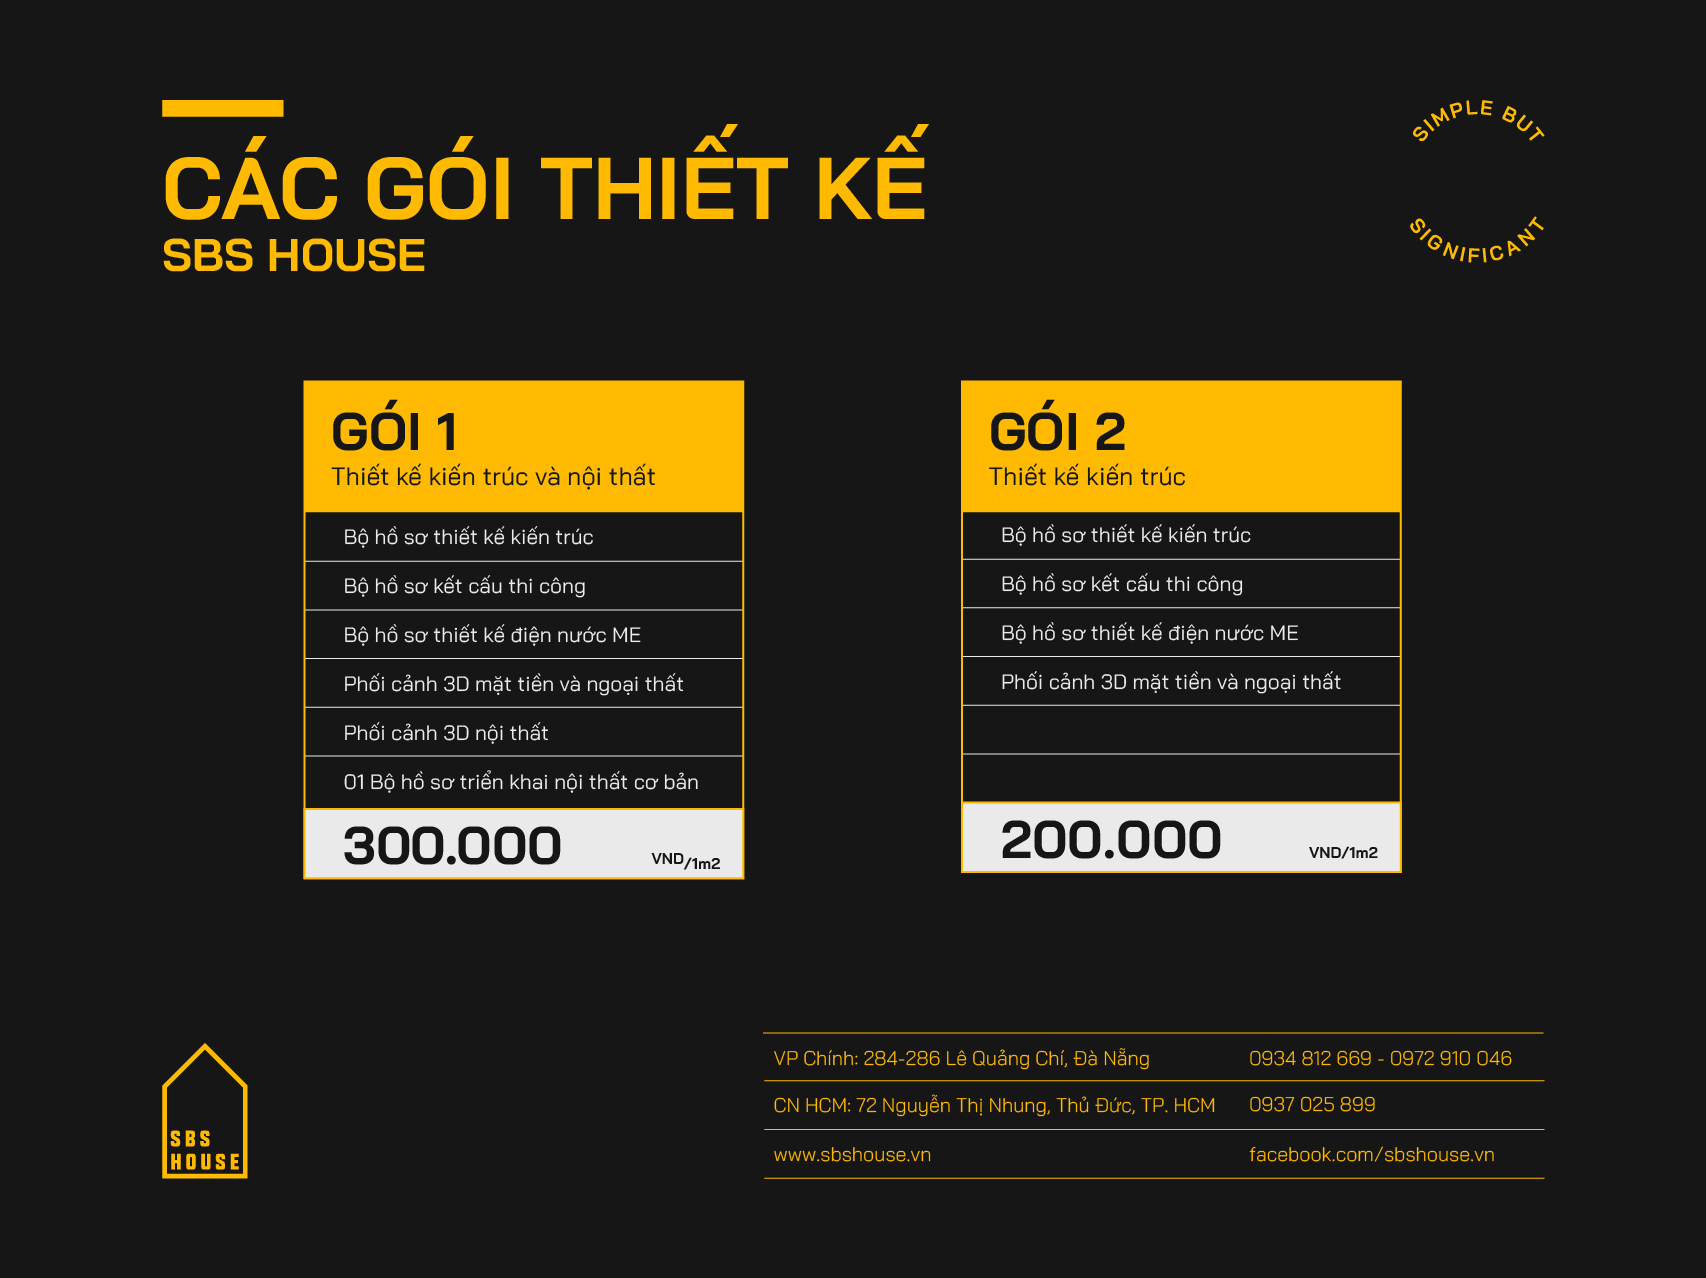 CÁC GÓI THIẾT KẾ
SBS HOUSE
SIMPLE BUT
SIGNIFICANT
GÓI 1
Thiết kế kiến trúc và nội thất
Bộ hồ sơ thiết kế kiến trúc
Bộ hồ sơ kết cấu thi công
Bộ hồ sơ thiết kế điện nước ME
Phối cảnh 3D mặt tiền và ngoại thất
Phối cảnh 3D nội thất
01 Bộ hồ sơ triển khai nội thất cơ bản
300.000 VND/1m2
GÓI 2
Thiết kế kiến trúc
Bộ hồ sơ thiết kế kiến trúc
Bộ hồ sơ kết cấu thi công
Bộ hồ sơ thiết kế điện nước ME
Phối cảnh 3D mặt tiền và ngoại thất
200.000 VND/1m2
SBS
HOUSE
VP Chính: 284-286 Lê Quảng Chí, Đà Nẵng 0934 812 669 - 0972 910 046
CN HCM: 72 Nguyễn Thị Nhung, Thủ Đức, TP. HCM 0937 025 899
www.sbshouse.vn facebook.com/sbshouse.vn